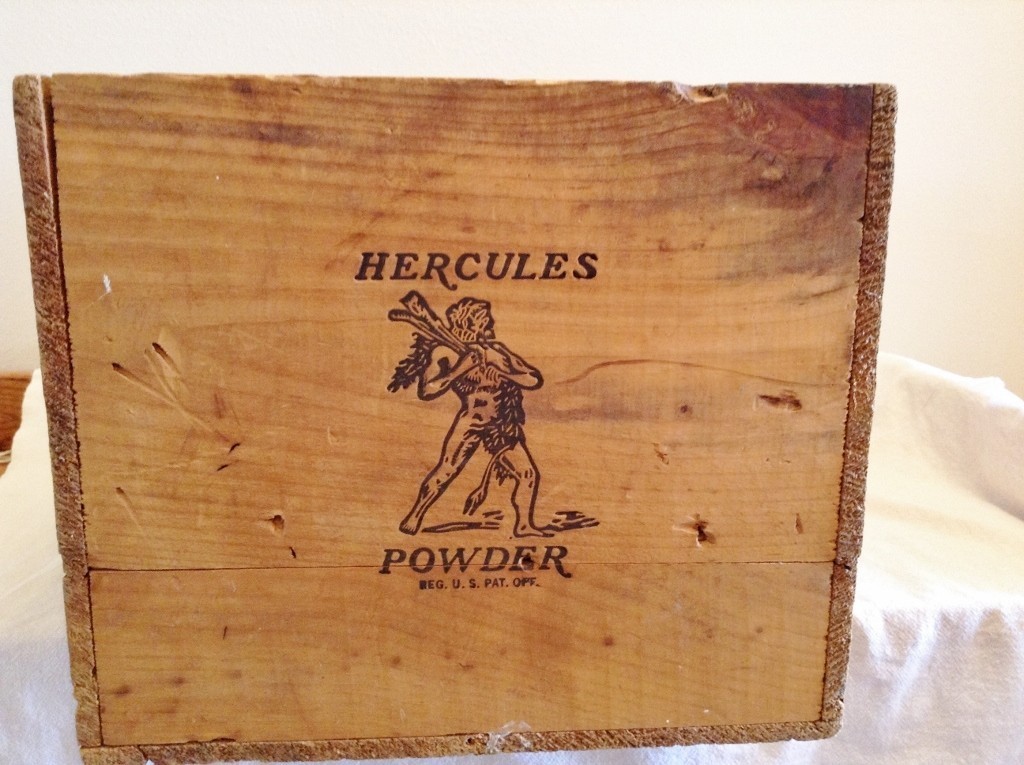 HERCULES
POWDER
REG. U. S. PAT. OFF.